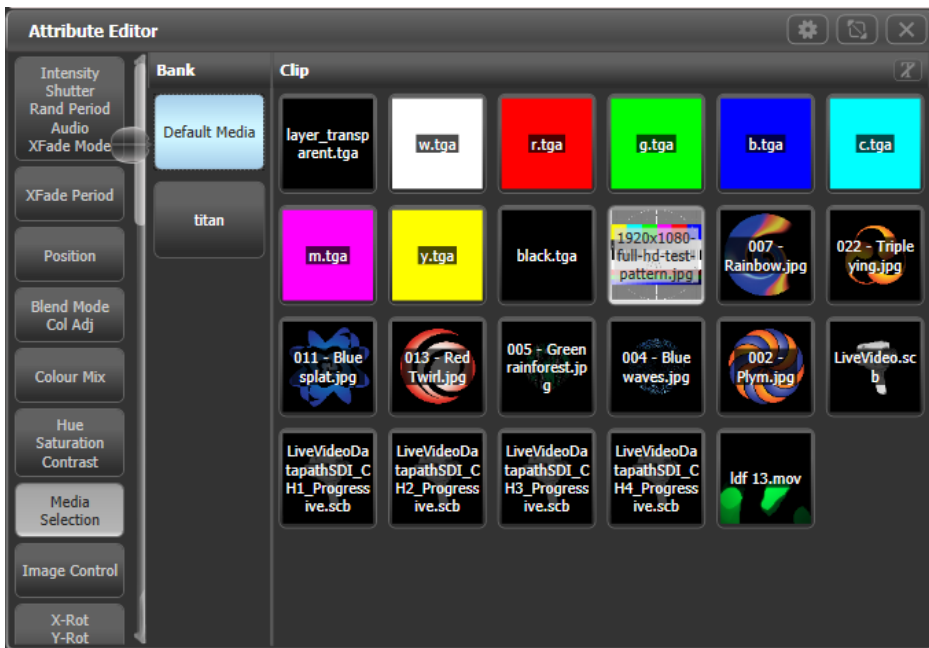 Attribute Editor
Intensity
Shutter
Rand Period
Audio
XFade Mode
XFade Period
Position
Blend Mode
Col Adj
Colour Mix
Hue
Saturation
Contrast
Media
Selection
Image Control
X-Rot
Y-Rot
Bank
Default Media
titan
Clip
layer_transp
arent.tga
w.tga
r.tga
g.tga
b.tga
c.tga
m.tga
y.tga
black.tga
1920x1080-
full-hd-test-
pattern.jpg
007 -
Rainbow.jpg
022 - Triple
ying.jpg
011 - Blue
splat.jpg
013 - Red
Twirl.jpg
005 - Green
rainforest.jp
g
004 - Blue
waves.jpg
002 -
Plym.jpg
LiveVideo.sc
b
LiveVideoDa
tapathSDI_C
H1_Progress
ive.scb
LiveVideoDa
tapathSDI_C
H2_Progress
ive.scb
LiveVideoDa
tapathSDI_C
H3_Progress
ive.scb
LiveVideoDa
tapathSDI_C
H4_Progress
ive.scb
ldf 13.mov